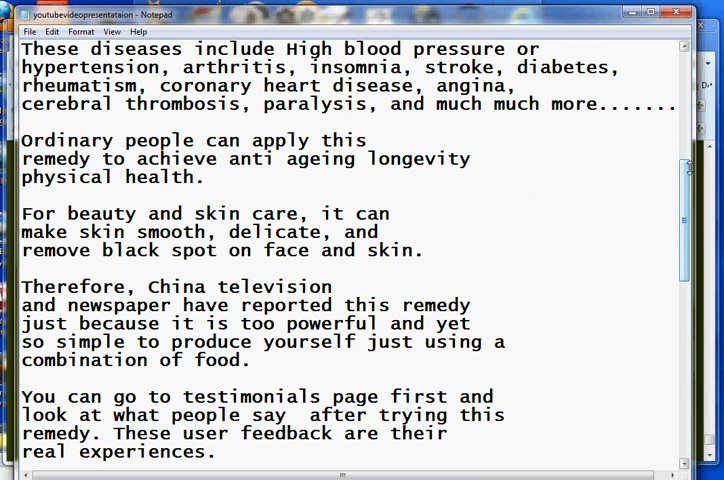 youtubevideopresentataion - Notepad
File Edit Format View Help
These diseases include High blood pressure or
hypertension, arthritis, insomnia, stroke, diabetes,
rheumatism, coronary heart disease, angina,
cerebral thrombosis, paralysis, and much much more.......
Ordinary people can apply this
remedy to achieve anti ageing longevity
physical health.
For beauty and skin care, it can
make skin smooth, delicate, and
remove black spot on face and skin.
Therefore, China television
and newspaper have reported this remedy
just because it is too powerful and yet
so simple to produce yourself just using a
combination of food.
You can go to testimonials page first and
look at what people say  after trying this
remedy. These user feedback are their
real experiences.